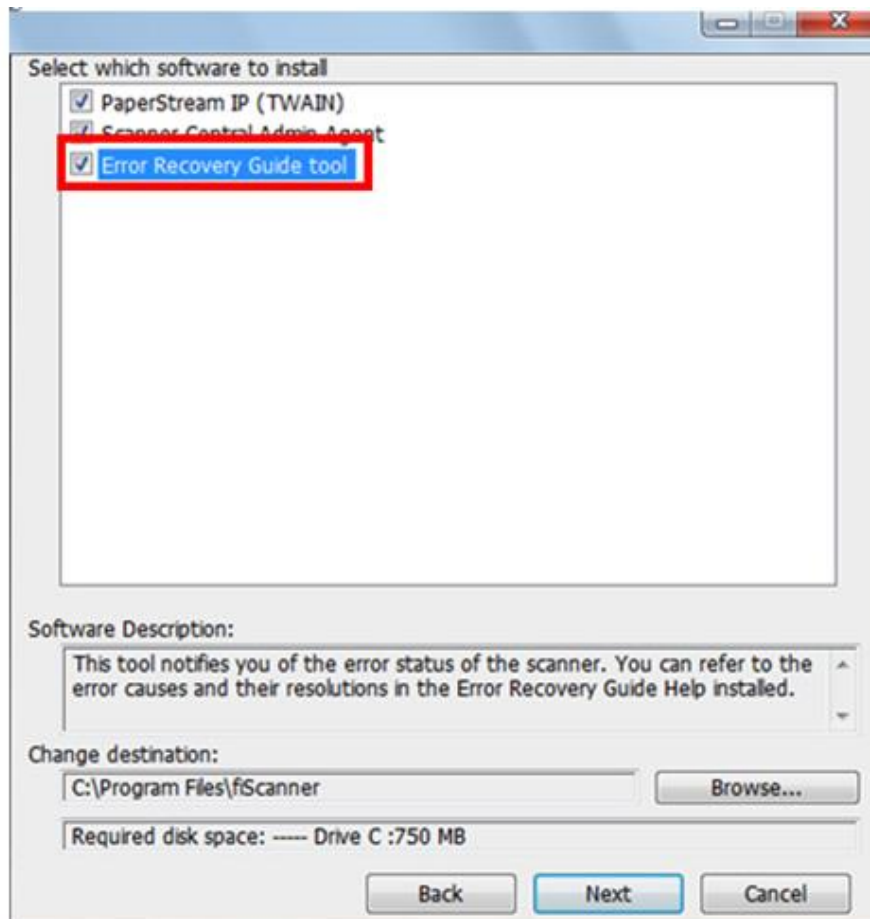 Select which software to install
PaperStream IP (TWAIN)
Scanner Central Admin Agent
Error Recovery Guide tool
Software Description:
This tool notifies you of the error status of the scanner. You can refer to the
error causes and their resolutions in the Error Recovery Guide Help installed.
Change destination:
C:\Program Files\fiScanner
Browse...
Required disk space: ----- Drive C :750 MB
Back
Next
Cancel